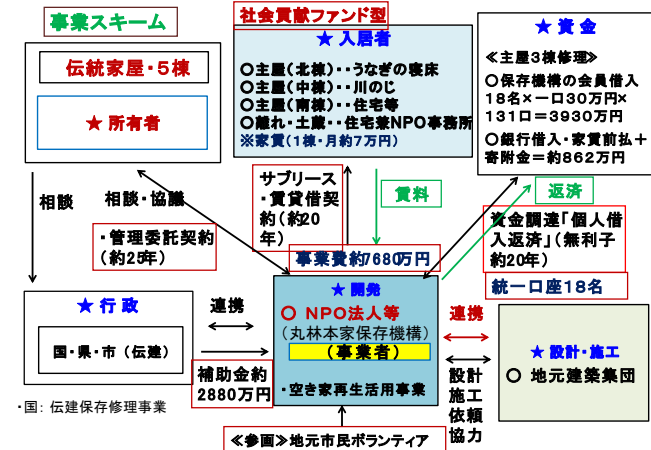 事業スキーム
伝統家屋・5棟
★ 所有者
社会貢献ファンド型
★ 入居者
〇主屋(北棟)・・うなぎの寝床
〇主屋(中棟)・・川のじ
〇主屋(南棟)・・住宅等
〇離れ・土蔵・・住宅兼NPO事務所
※家賃(1棟・月約7万円)
★ 資金
≪主屋3棟修理≫
〇保存機構の会員借入
18名×一口30万円×
131口=3930万円
〇銀行借入・家賃前払+
寄附金=約862万円
相談
相談・協議
・管理委託契約
(約25年)
サブリース
・賃貸借契
約(約20
年)
賃料
返済
資金調達「個人借
入返済」(無利子
約20年)
統一口座18名
事業費約7680万円
★ 行政
国・県・市(伝建)
・国: 伝建保存修理事業
連携
補助金約
2880万円
★ 開発
〇 NPO法人等
(丸林本家保存機構)
(事業者)
・空き家再生活用事業
連携
設計
施工
依頼
協力
★ 設計・施工
〇 地元建築集団
≪参画≫地元市民ボランティア